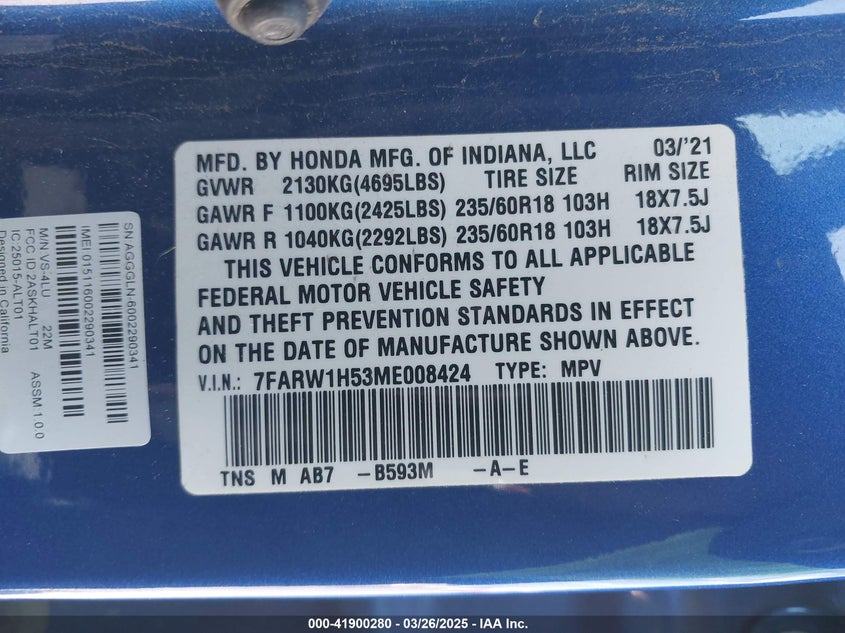 MFD. BY HONDA MFG. OF INDIANA, LLC 03/'21
GVWR 2130KG(4695LBS) TIRE SIZE RIM SIZE
GAWR F 1100KG(2425LBS) 235/60R18 103H 18X7.5J
GAWR R 1040KG(2292LBS) 235/60R18 103H 18X7.5J
THIS VEHICLE CONFORMS TO ALL APPLICABLE
FEDERAL MOTOR VEHICLE SAFETY
AND THEFT PREVENTION STANDARDS IN EFFECT
ON THE DATE OF MANUFACTURE SHOWN ABOVE.
V.I.N.: 7FARW1H53ME008424 TYPE: MPV
TNS M AB7 -B593M -A-E
SN AGGGLN-6002290341
IMEI 015116002290341
M/N VS-4LU 22M ASSM 1.0.0
FCC ID 2ASKHALT01
IC 25015-ALT01
Designed in California
000-41900280 - 03/26/2025 - IAA Inc.